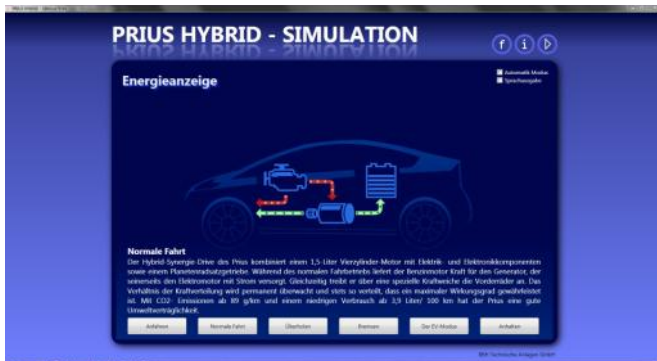 PRIUS HYBRID - SIMULATION
f i
Energieanzeige
Automatik Modus
Sprachausgabe
Normale Fahrt
Der Hybrid-Synergie Drive des Prius kombiniert einen 1,5 Liter Vierzylinder-Motor mit Elektrik- und Elektronikkomponenten
sowie einem Planetenradsatzgetriebe. Während des normalen Fahrbetriebs liefert der Benzinmotor Kraft für den Generator, der
seinerseits den Elektromotor mit Strom versorgt. Gleichzeitig treibt er über eine spezielle Kraftweiche die Vorderräder an. Das
Verhältnis der Kraftverteilung wird permanent überwacht und stets so verteilt, dass ein maximaler Wirkungsgrad gewährleistet
ist. Mit CO2- Emissionen ab 89 g/km und einem niedrigen Verbrauch ab 3,9 Liter/ 100 km hat der Prius eine gute
Umweltverträglichkeit.
Anfahren
Normale Fahrt
Überholen
Bremsen
Der EV-Modus
Anhalten
Technische Anlagen GmbH